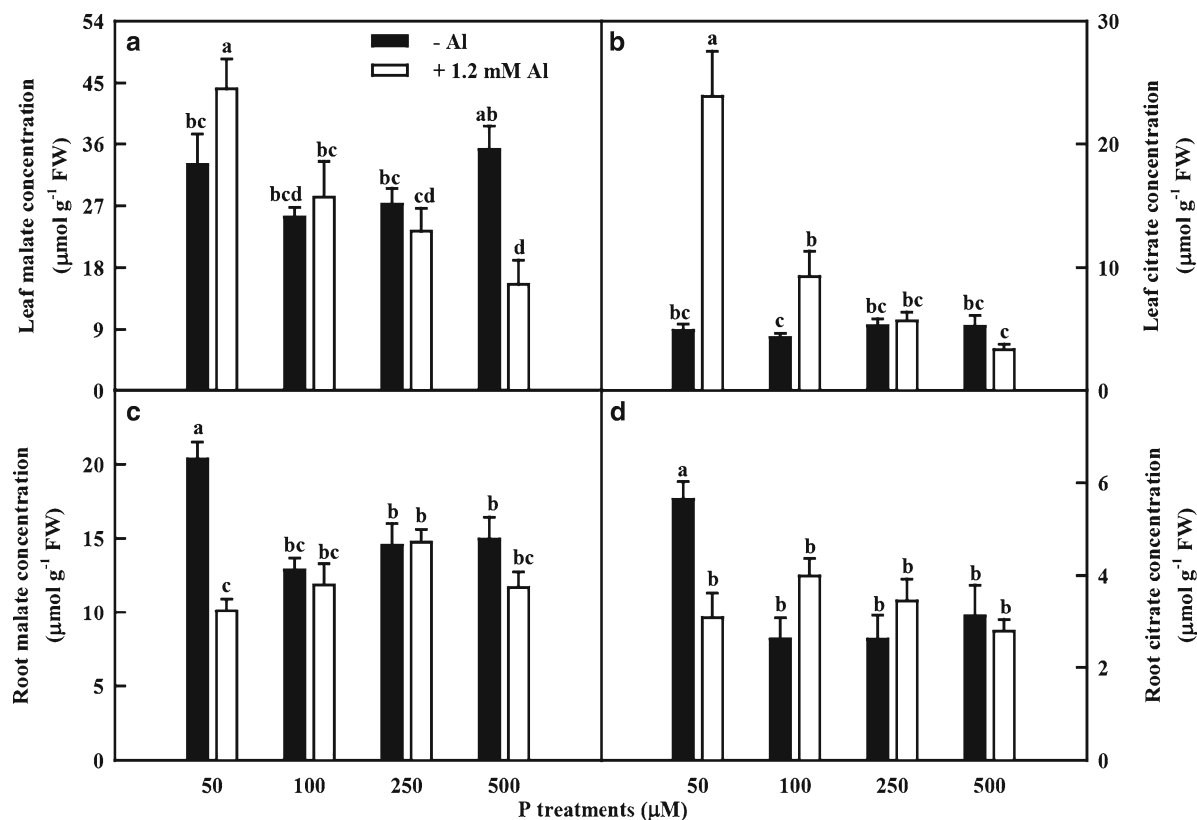 a
- Al
+ 1.2 mM Al
54
45
36
27
18
9
0
Leaf malate concentration
(μmol g⁻¹ FW)
bc
a
bcd
bc
bc
cd
ab
d
b
30
20
10
0
Leaf citrate concentration
(μmol g⁻¹ FW)
bc
a
c
b
bc
bc
bc
c
c
20
15
10
5
0
Root malate concentration
(μmol g⁻¹ FW)
a
c
bc
bc
b
b
b
bc
50
100
250
500
d
6
4
2
0
Root citrate concentration
(μmol g⁻¹ FW)
a
b
b
b
b
b
b
b
50
100
250
500
P treatments (μM)